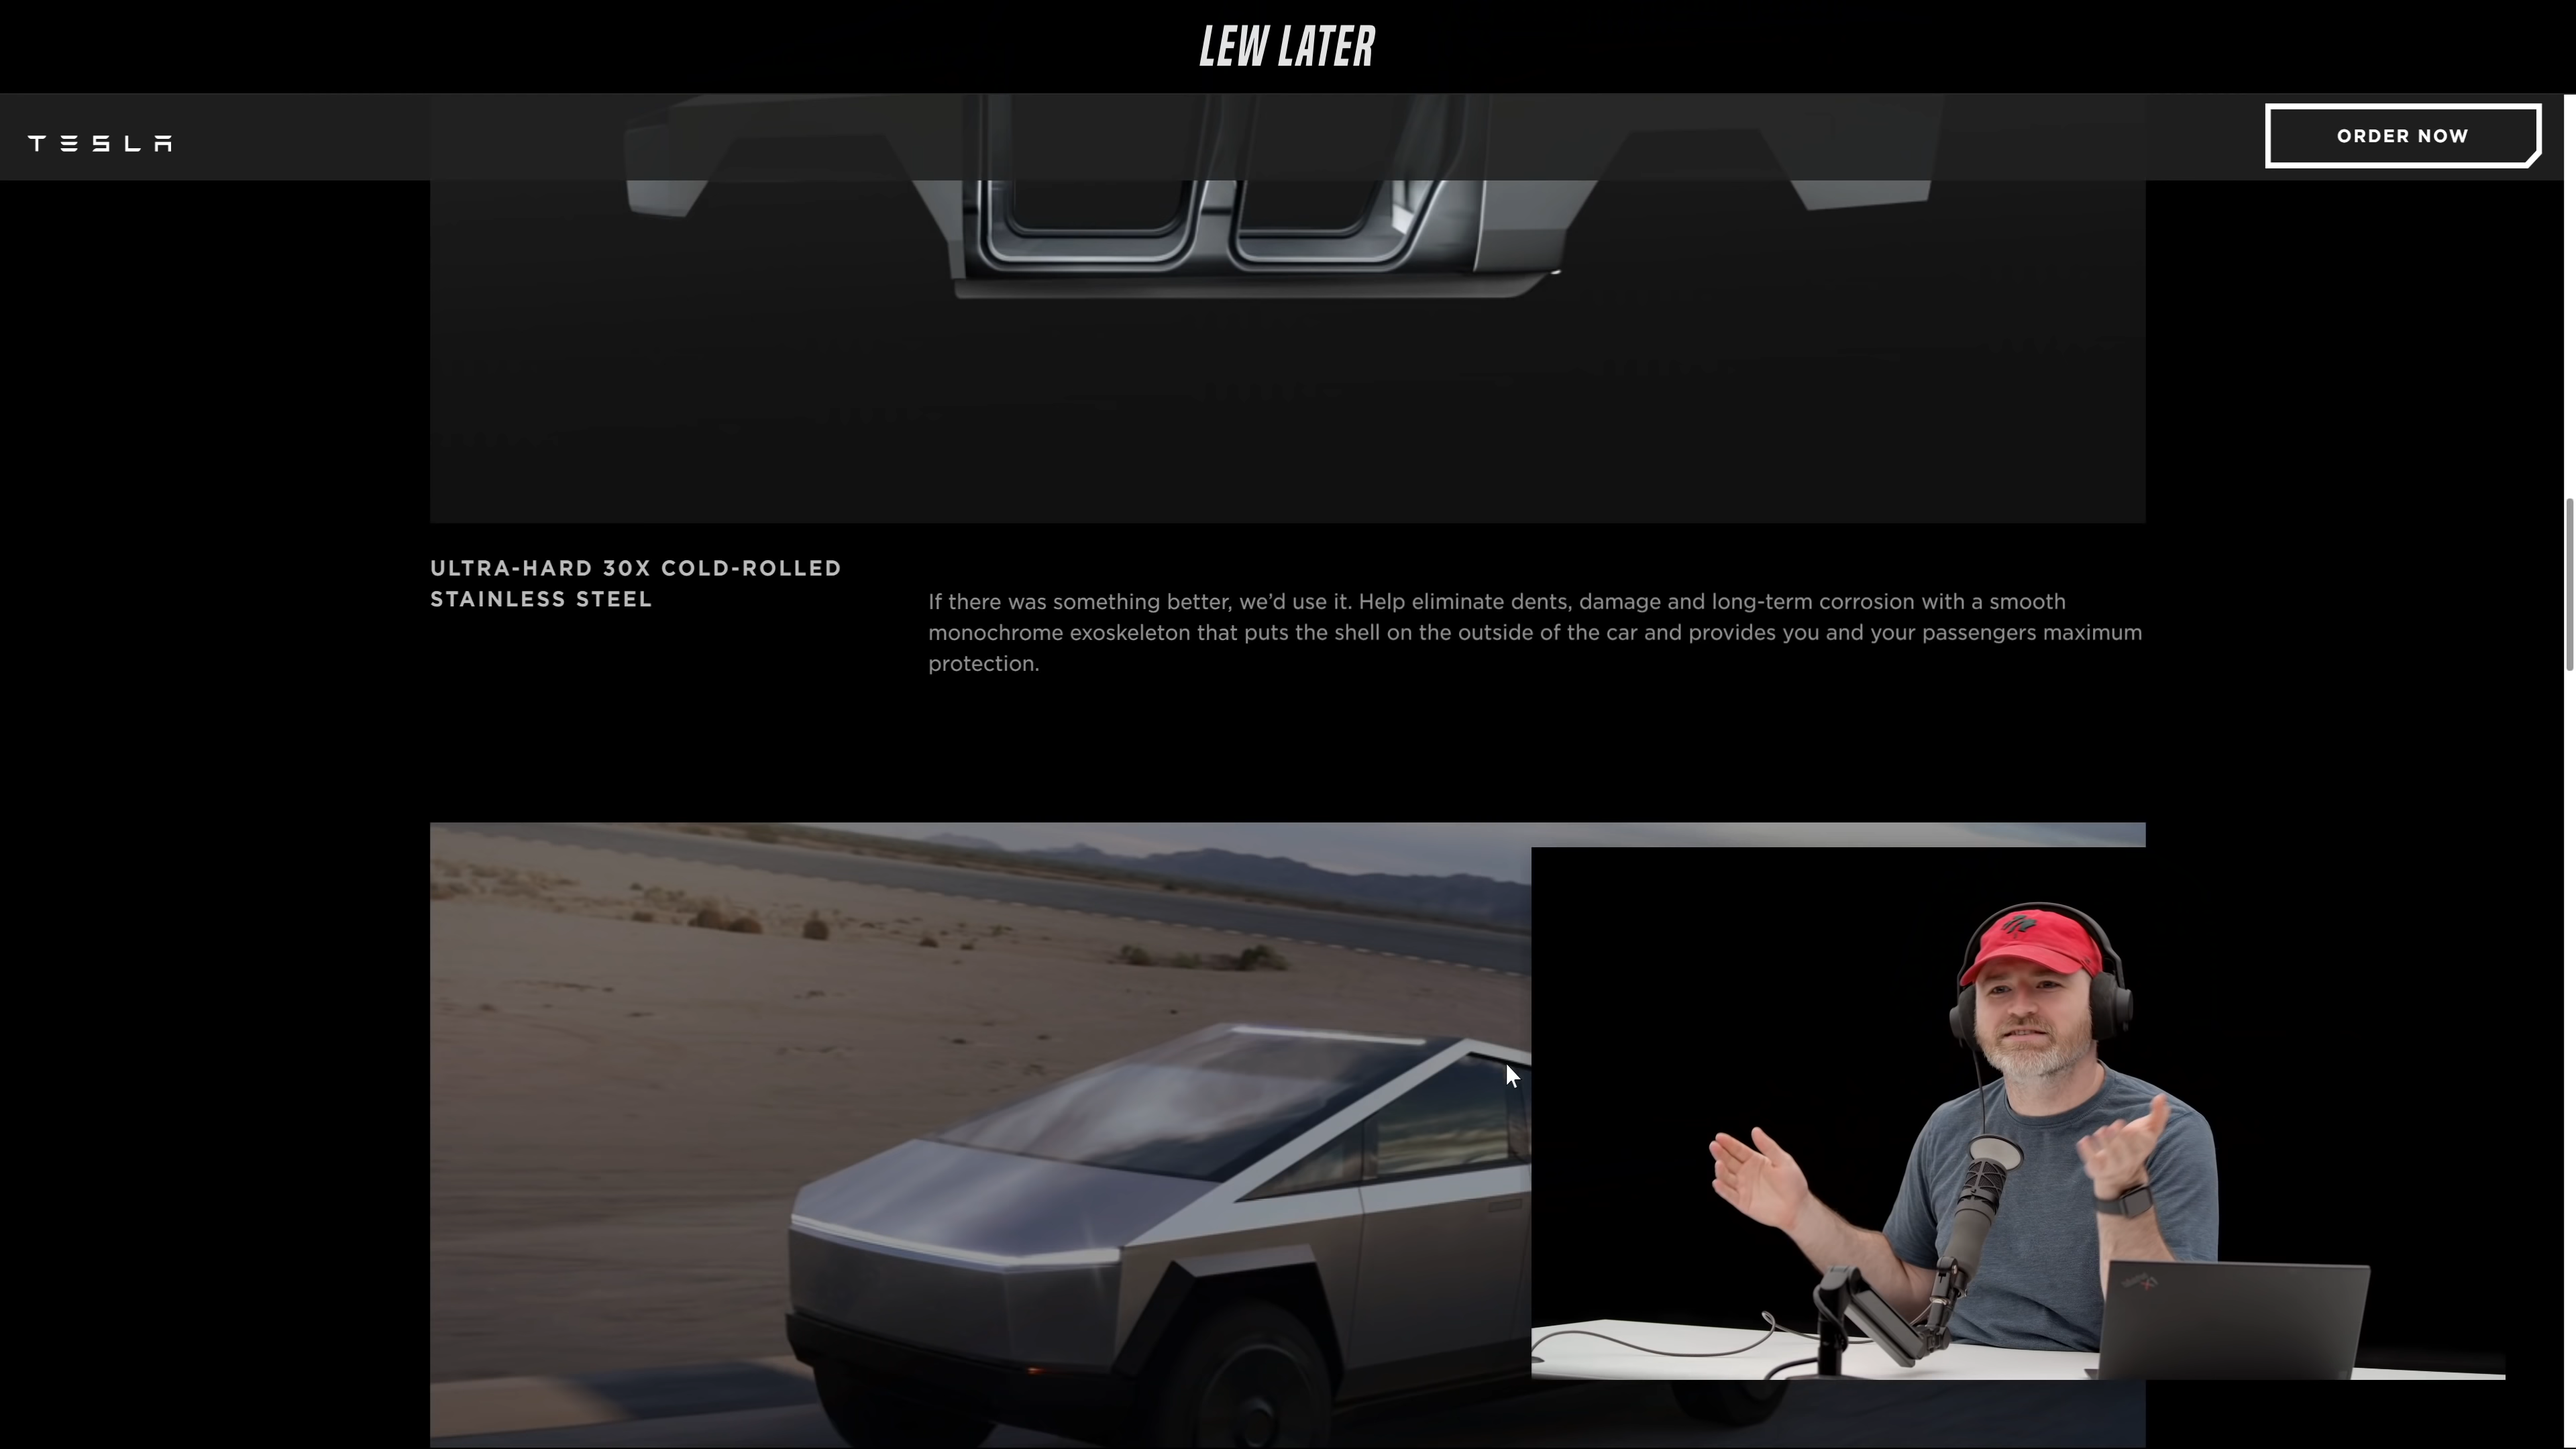 LEW LATER
TESLA
ORDER NOW
ULTRA-HARD 30X COLD-ROLLED
STAINLESS STEEL
If there was something better, we’d use it. Help eliminate dents, damage and long-term corrosion with a smooth
monochrome exoskeleton that puts the shell on the outside of the car and provides you and your passengers maximum
protection.